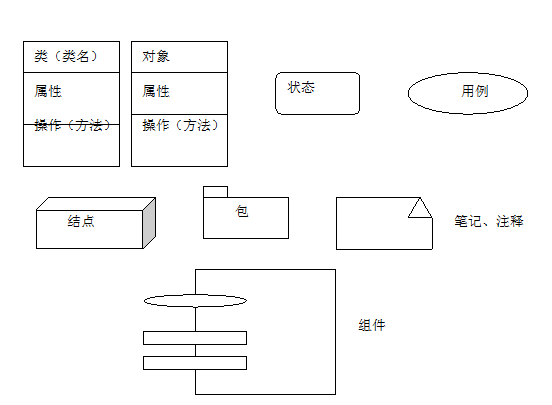 类（类名）
对象
状态
用例
属性
属性
操作（方法）
操作（方法）
结点
包
笔记、注释
组件